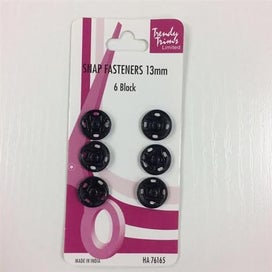 Trendy
Trims
Limited
SNAP FASTENERS 13mm
6 Black
MADE IN INDIA
HA 76165